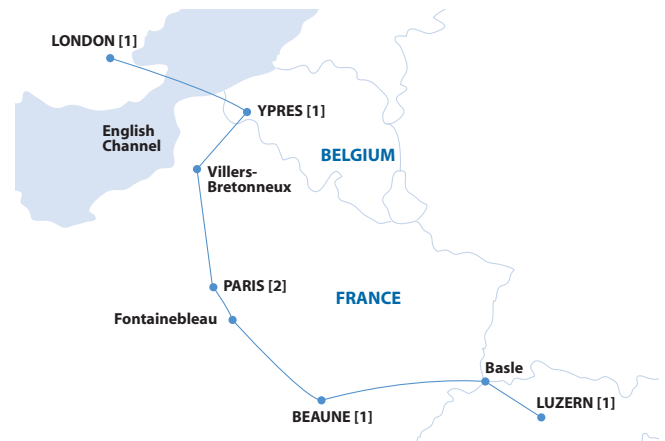 LONDON [1]
YPRES [1]
English
Channel
BELGIUM
Villers-
Bretonneux
PARIS [2]
FRANCE
Fontainebleau
Basle
LUZERN [1]
BEAUNE [1]